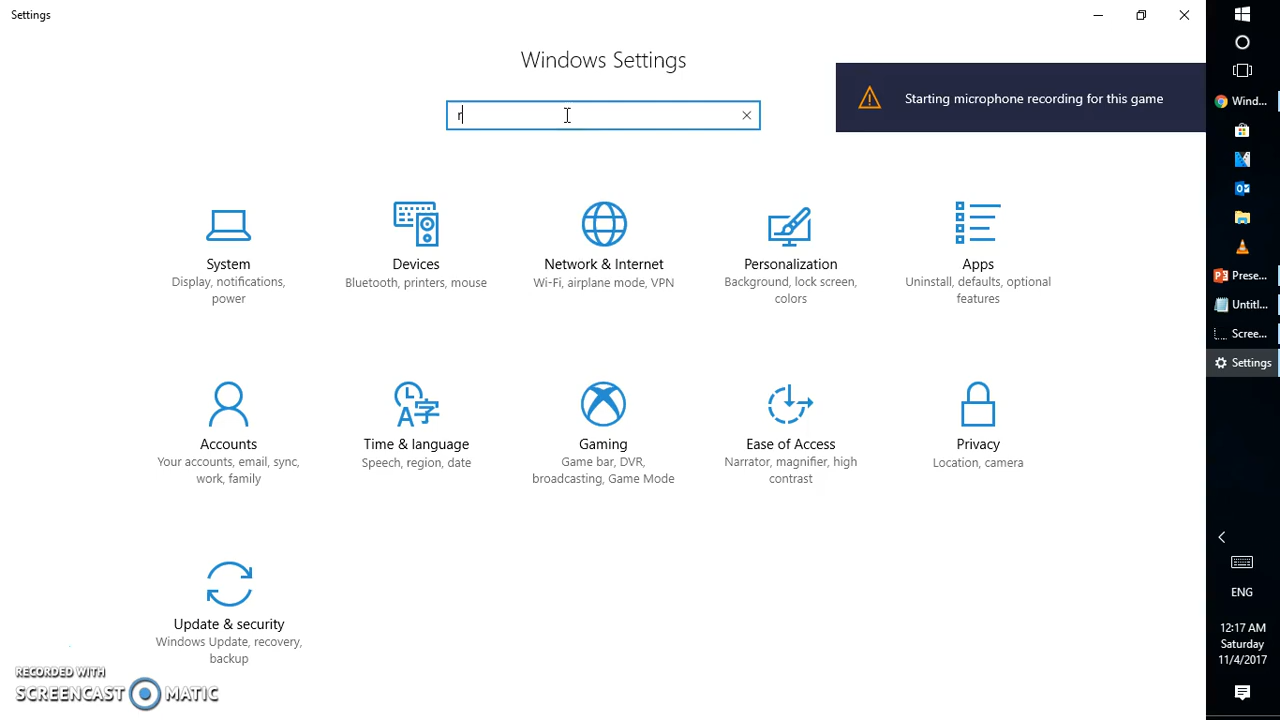 Settings
Windows Settings
r
Starting microphone recording for this game
System
Display, notifications,
power
Devices
Bluetooth, printers, mouse
Network & Internet
Wi-Fi, airplane mode, VPN
Personalization
Background, lock screen,
colors
Apps
Uninstall, defaults, optional
features
Accounts
Your accounts, email, sync,
work, family
Time & language
Speech, region, date
Gaming
Game bar, DVR,
broadcasting, Game Mode
Ease of Access
Narrator, magnifier, high
contrast
Privacy
Location, camera
Update & security
Windows Update, recovery,
backup
RECORDED WITH
SCREENCAST MATIC
Wind...
Prese...
Untitl...
Scree...
Settings
ENG
12:17 AM
Saturday
11/4/2017